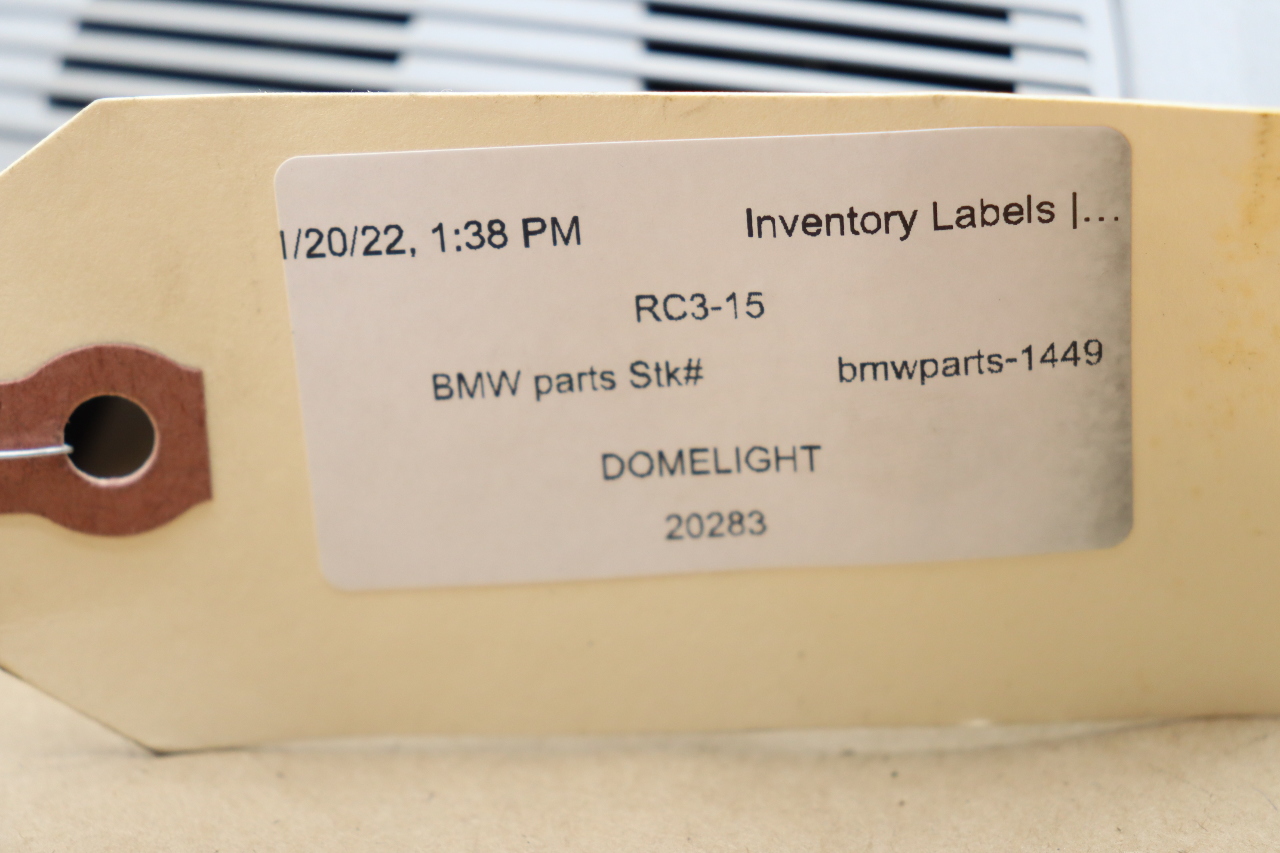 1/20/22, 1:38 PM Inventory Labels |...
RC3-15
BMW parts Stk# bmwparts-1449
DOMELIGHT
20283